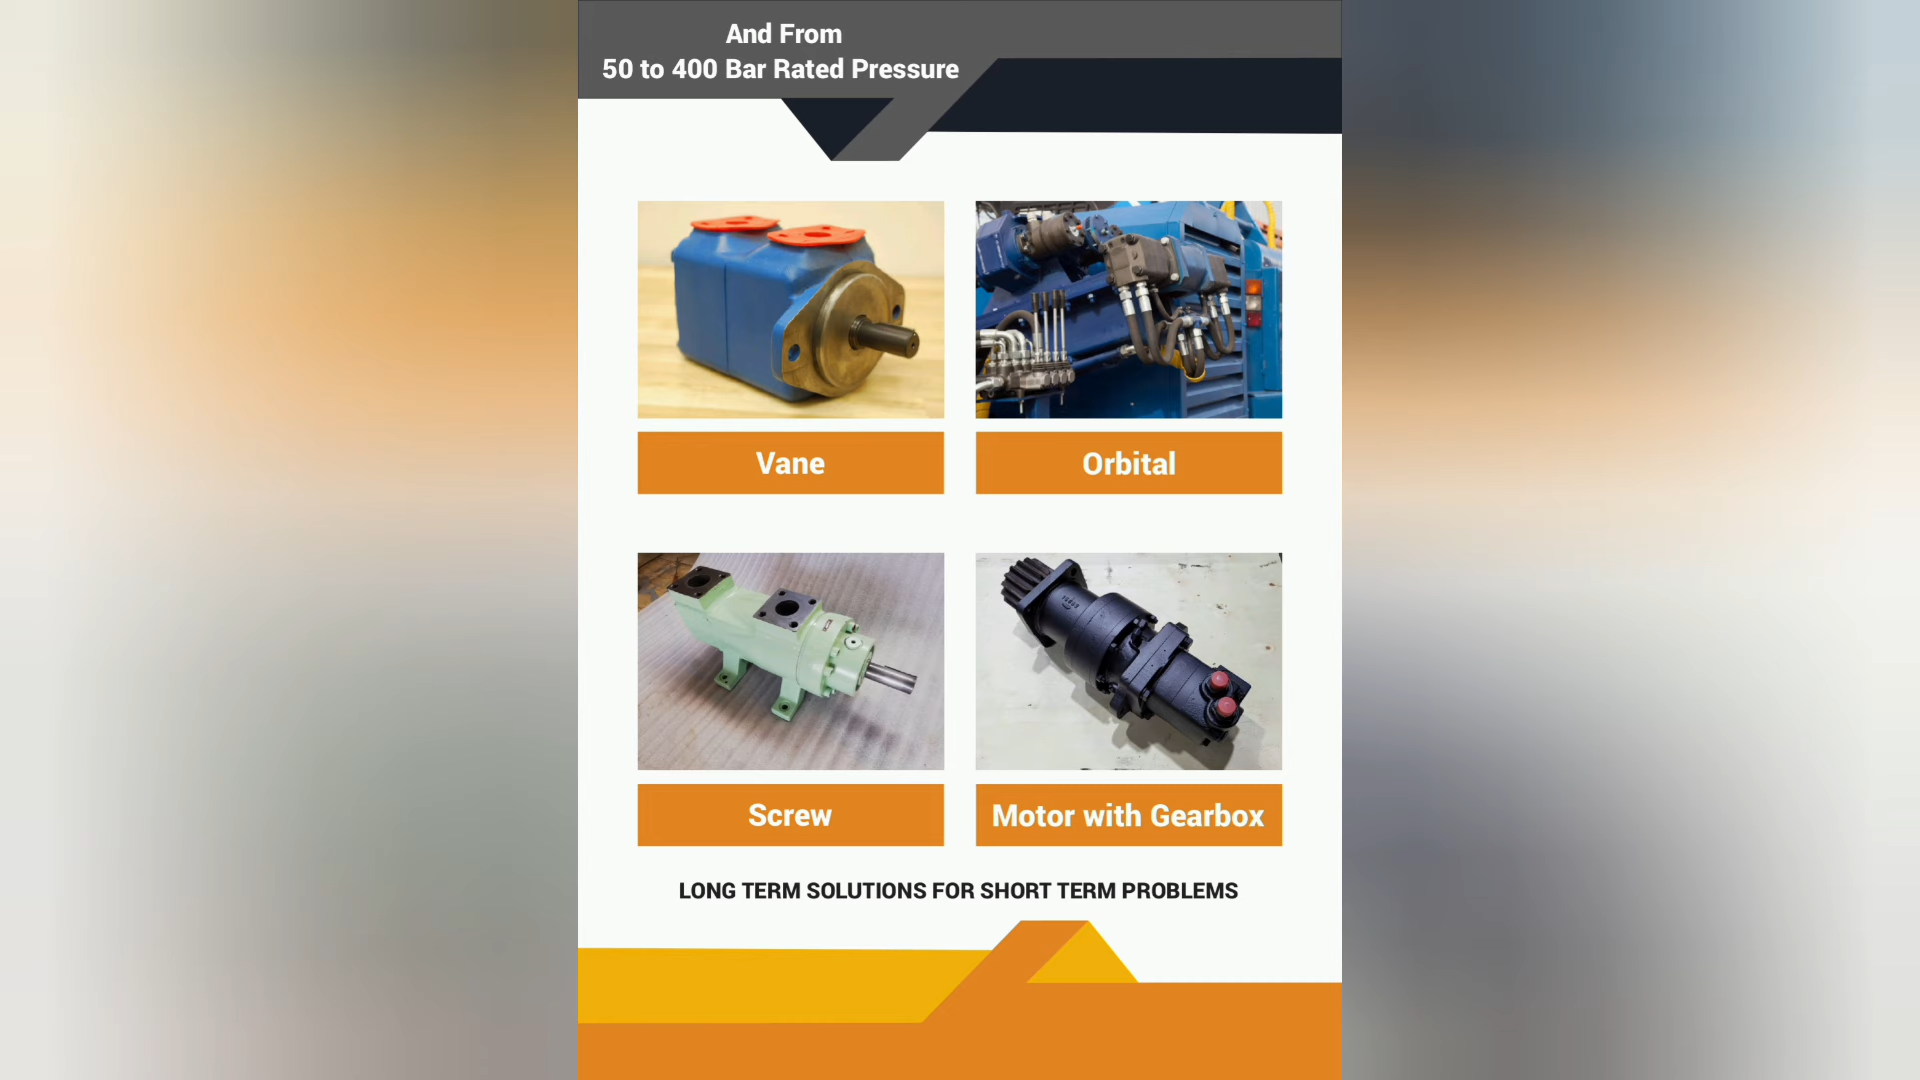 And From
50 to 400 Bar Rated Pressure
Vane
Orbital
Screw
Motor with Gearbox
LONG TERM SOLUTIONS FOR SHORT TERM PROBLEMS